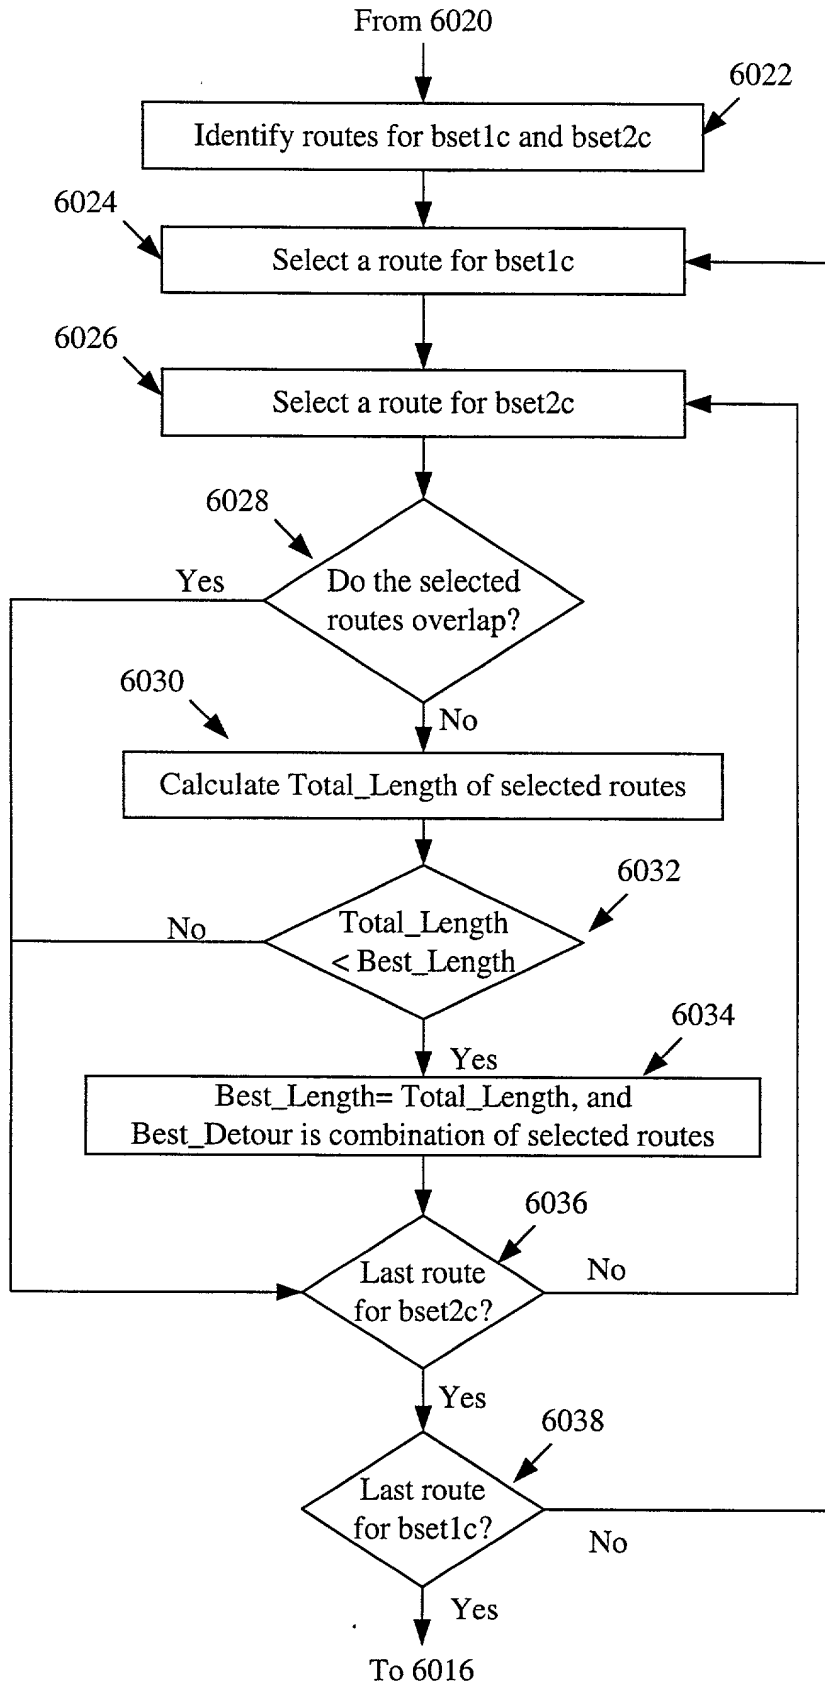 From 6020
6022
Identify routes for bset1c and bset2c
6024
Select a route for bset1c
6026
Select a route for bset2c
6028
Yes
Do the selected
routes overlap?
6030
No
Calculate Total_Length of selected routes
6032
No
Total_Length
< Best_Length
6034
Yes
Best_Length= Total_Length, and
Best_Detour is combination of selected routes
6036
Last route
for bset2c?
No
Yes
6038
Last route
for bset1c?
No
Yes
To 6016